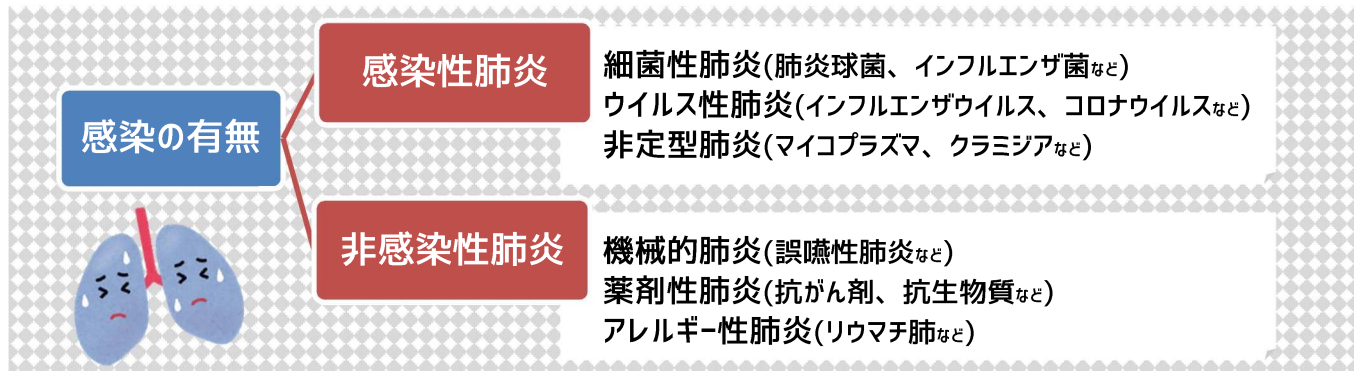 感染の有無
感染性肺炎
細菌性肺炎(肺炎球菌、インフルエンザ菌など)
ウイルス性肺炎(インフルエンザウイルス、コロナウイルスなど)
非定型肺炎(マイコプラズマ、クラミジアなど)
非感染性肺炎
機械的肺炎(誤嚥性肺炎など)
薬剤性肺炎(抗がん剤、抗生物質など)
アレルギー性肺炎(リウマチ肺など)